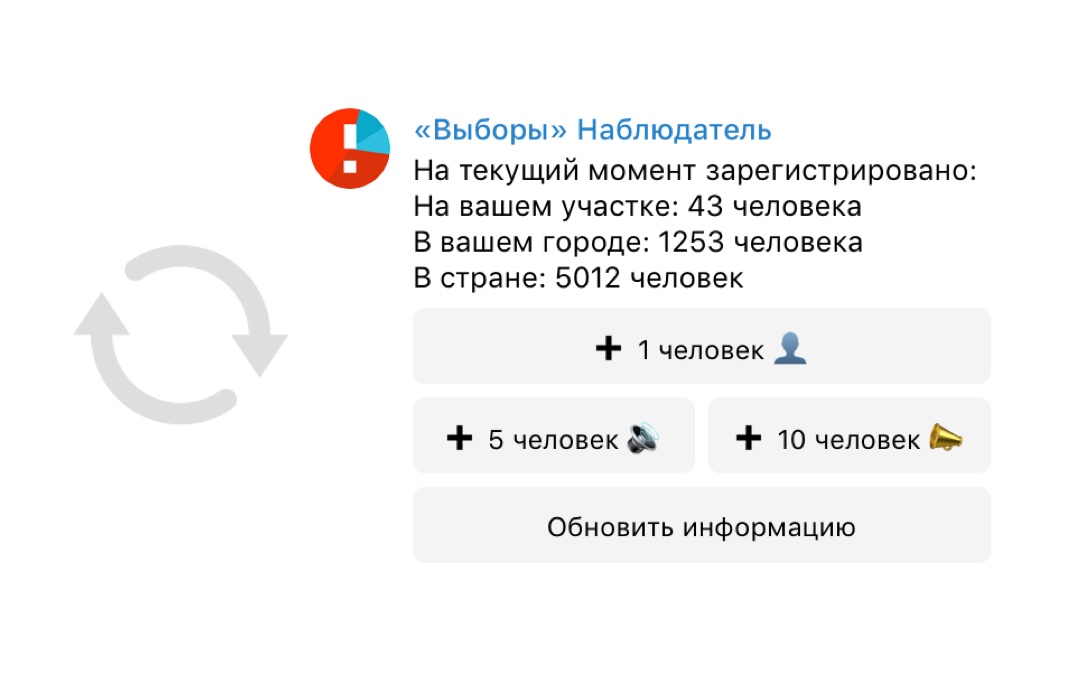 «Выборы» Наблюдатель
На текущий момент зарегистрировано:
На вашем участке: 43 человека
В вашем городе: 1253 человека
В стране: 5012 человек
+ 1 человек
+ 5 человек
+ 10 человек
Обновить информацию